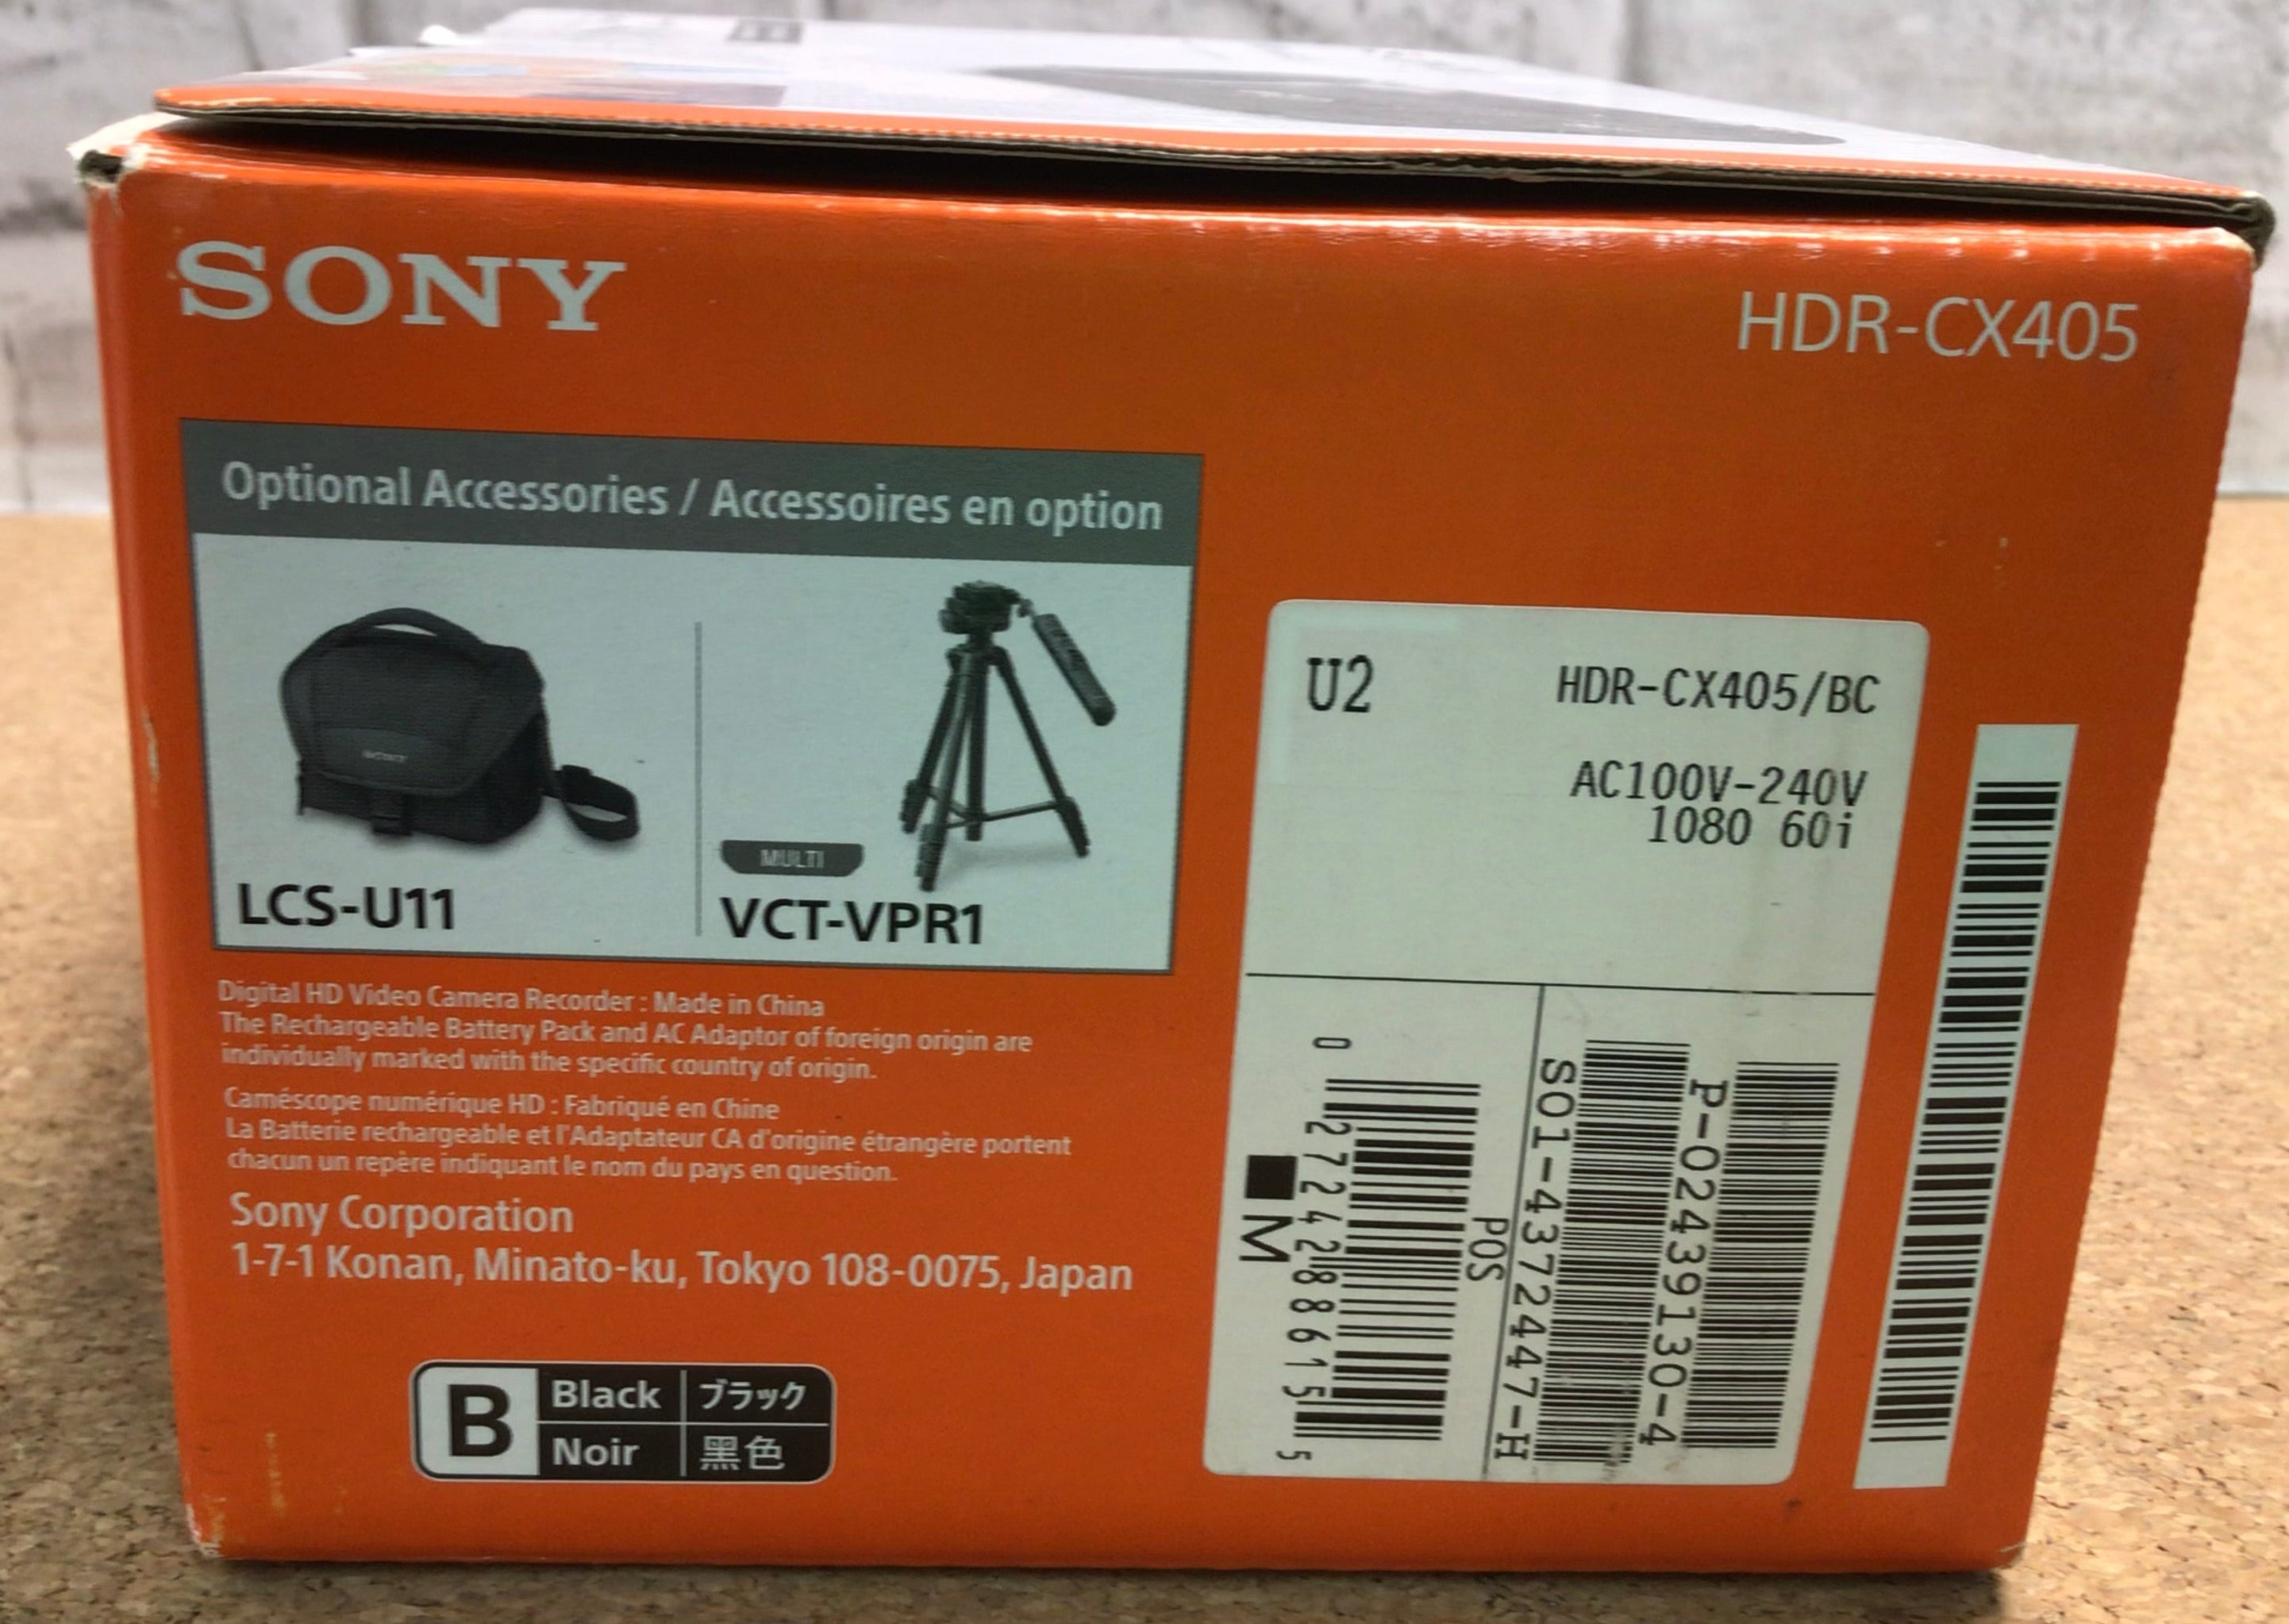 SONY
HDR-CX405
Optional Accessories / Accessoires en option
SONY
MULTI
LCS-U11
VCT-VPR1
Digital HD Video Camera Recorder : Made in China
The Rechargeable Battery Pack and AC Adaptor of foreign origin are
individually marked with the specific country of origin.
Caméscope numérique HD : Fabriqué en Chine
La Batterie rechargeable et l'Adaptateur CA d'origine étrangère portent
chacun un repère indiquant le nom du pays en question.
Sony Corporation
1-7-1 Konan, Minato-ku, Tokyo 108-0075, Japan
B
Black
ブラック
Noir
黑色
U2
HDR-CX405/BC
AC100V-240V
1080 60i
P-02439130-4
S01-4372447-H
POS
0 27242 88615 5
M